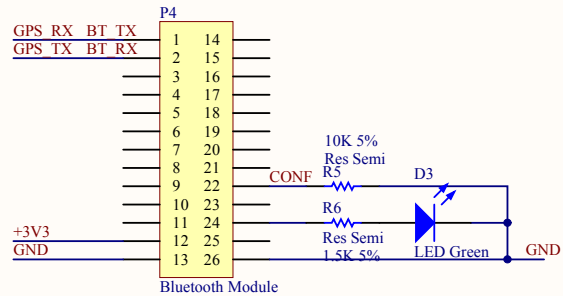 P4
GPS_RX BT_TX
GPS_TX BT_RX
1 14
2 15
3 16
4 17
5 18
6 19
7 20
8 21
9 22
10 23
11 24
12 25
13 26
+3V3
GND
Bluetooth Module
CONF
10K 5%
Res Semi
R5
R6
Res Semi
1.5K 5%
D3
LED Green
GND